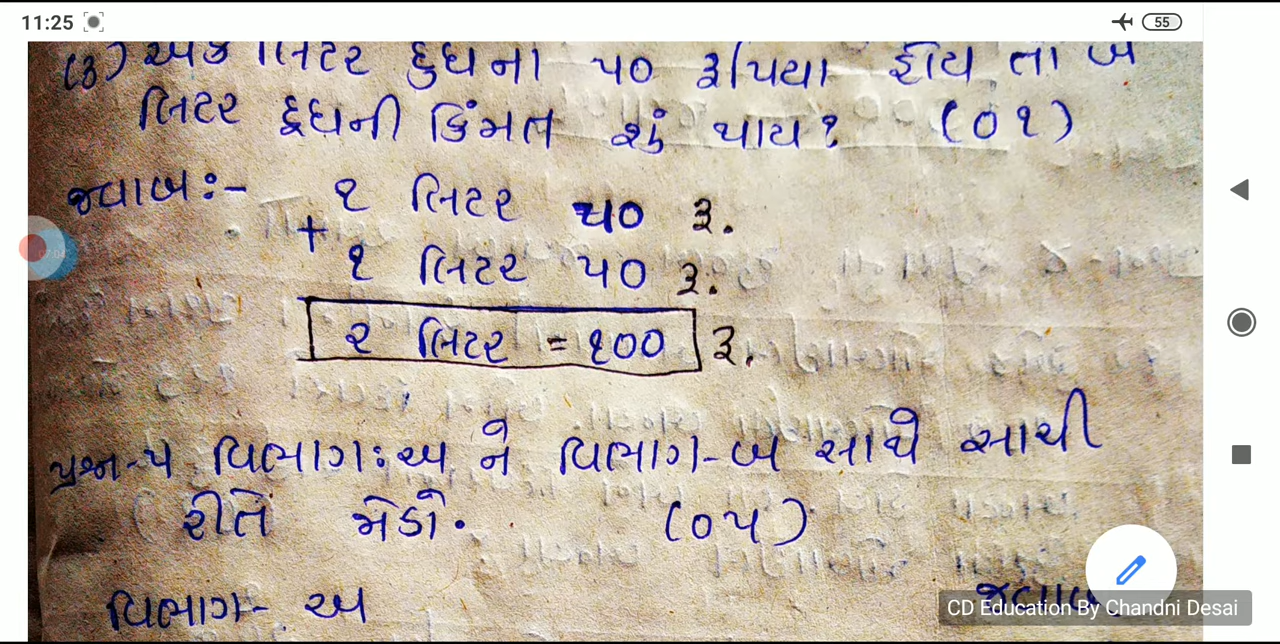 11:25
55
(૩) એક લિટર દુધના ૫૦ રૂપિયા હોય તો બે
લિટર દુધની કિંમત શું થાય? (૦૧)
જવાબઃ- ૧ લિટર ૫૦ રૂ.
+
૧ લિટર ૫૦ રૂ.
૨ લિટર = ૧૦૦ રૂ.
પ્રશ્ન-૫ વિભાગઃઅ ને વિભાગ-બ સાથે સાચી
રીતે જોડો. (૦૫)
વિભાગ- અ જવાબ
CD Education By Chandni Desai